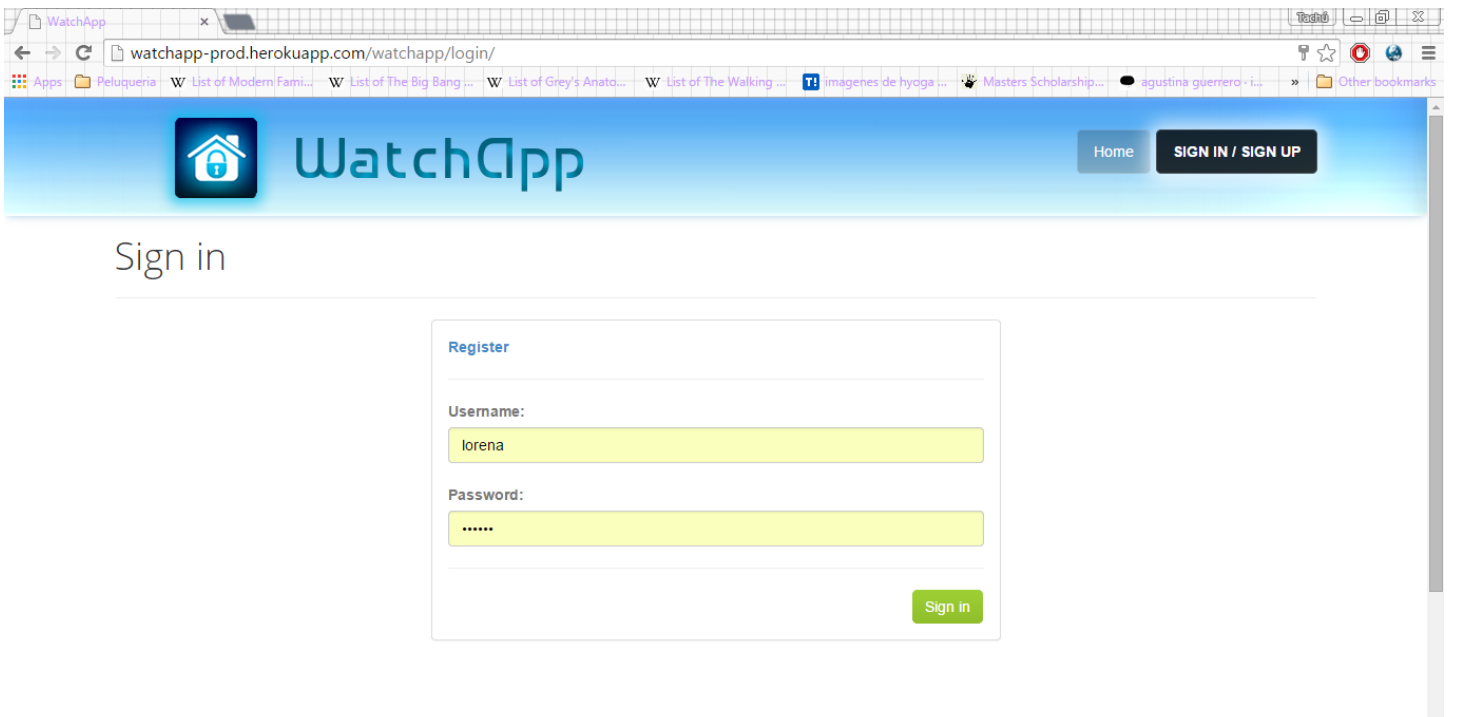 WatchApp
Tachú
watchapp-prod.herokuapp.com/watchapp/login/
Apps Peluqueria W List of Modern Fami... W List of The Big Bang ... W List of Grey's Anato... W List of The Walking ... T! imagenes de hyoga ... Masters Scholarship... agustina guerrero · i... » Other bookmarks
WatchApp
Home SIGN IN / SIGN UP
Sign in
Register
Username:
lorena
Password:
••••••
Sign in